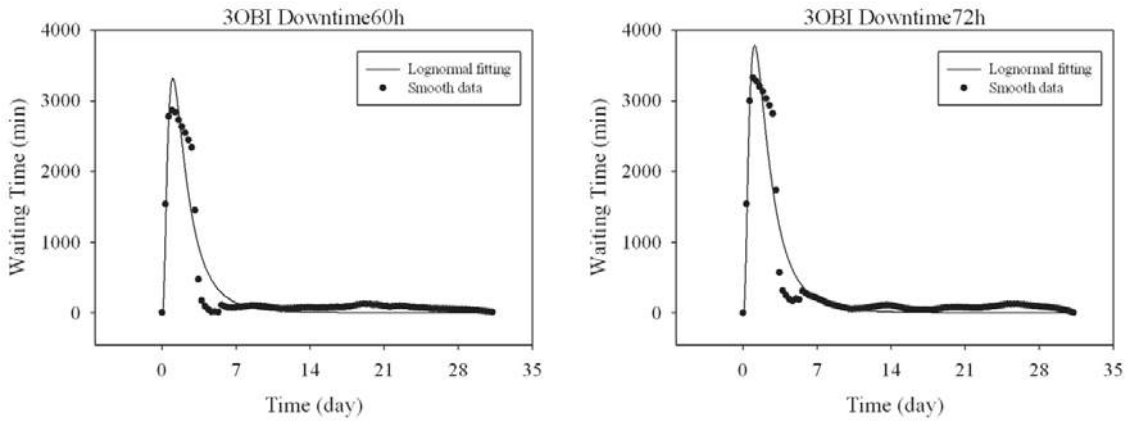 3OBI Downtime60h
4000
3000
2000
1000
0
Waiting Time (min)
Lognormal fitting
Smooth data
0 7 14 21 28 35
Time (day)
3OBI Downtime72h
4000
3000
2000
1000
0
Waiting Time (min)
Lognormal fitting
Smooth data
0 7 14 21 28 35
Time (day)